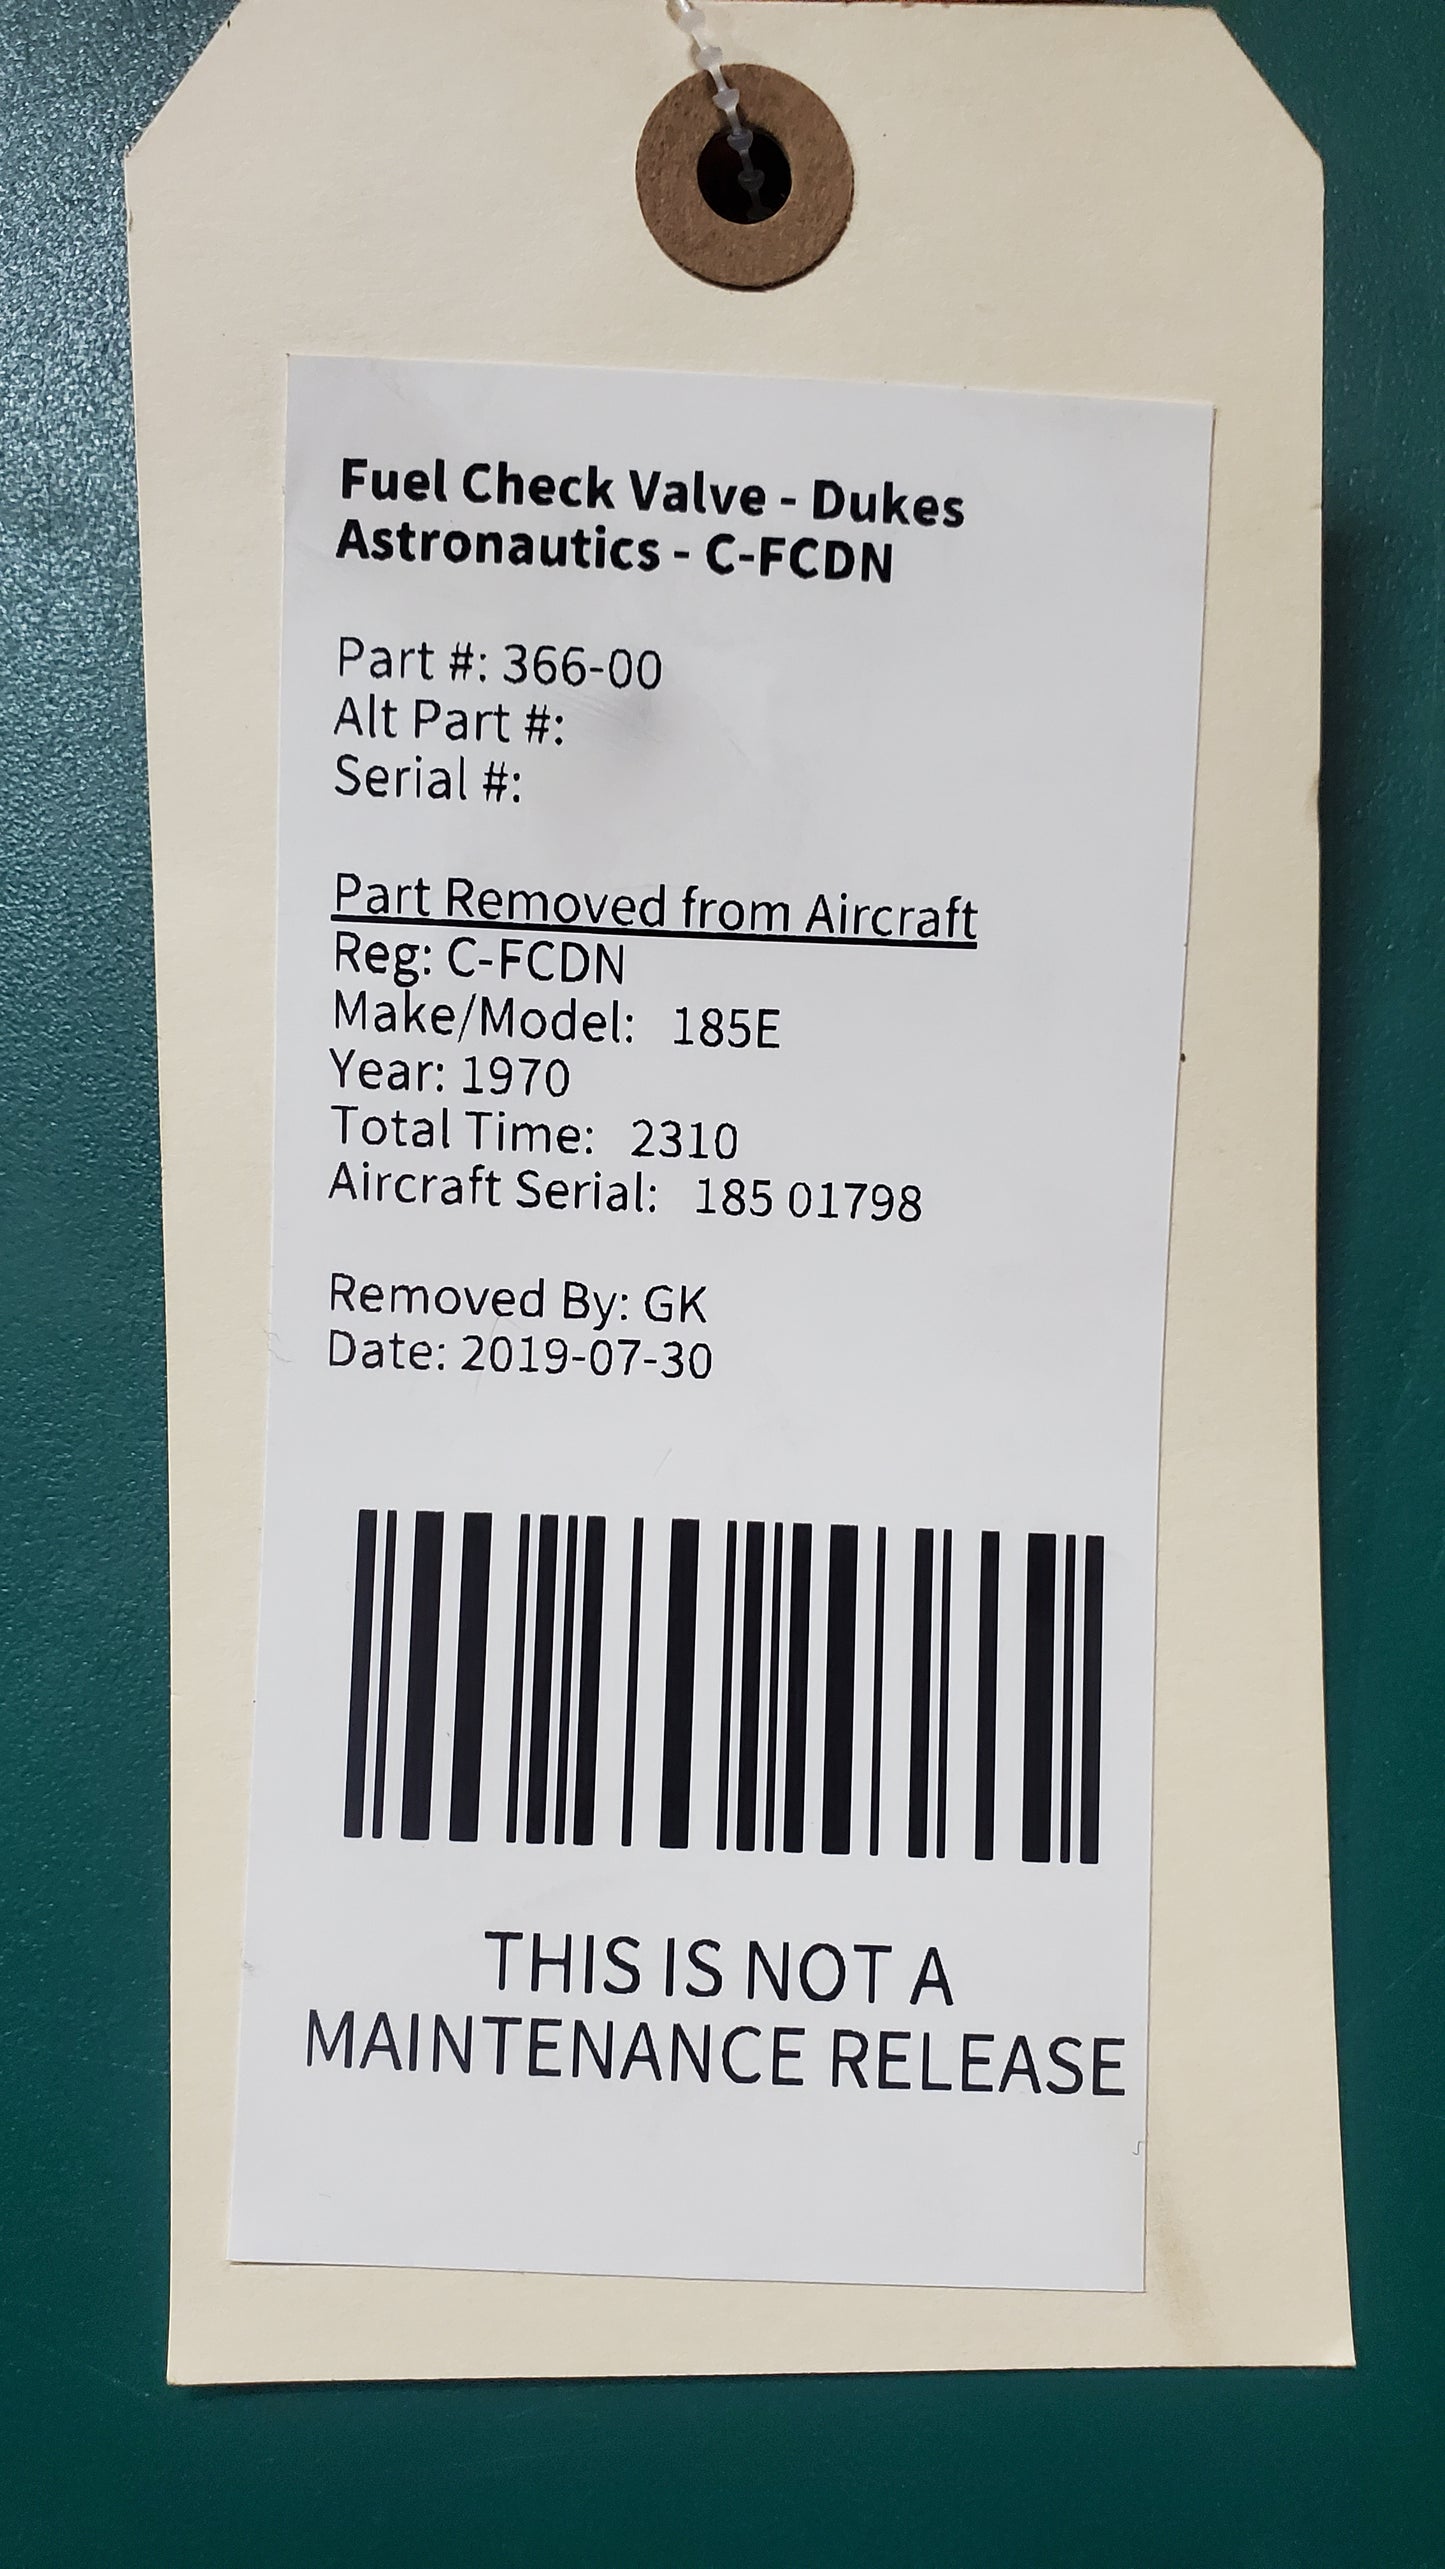 Fuel Check Valve - Dukes
Astronautics - C-FCDN
Part #: 366-00
Alt Part #:
Serial #:
Part Removed from Aircraft
Reg: C-FCDN
Make/Model: 185E
Year: 1970
Total Time: 2310
Aircraft Serial: 185 01798
Removed By: GK
Date: 2019-07-30
THIS IS NOT A
MAINTENANCE RELEASE